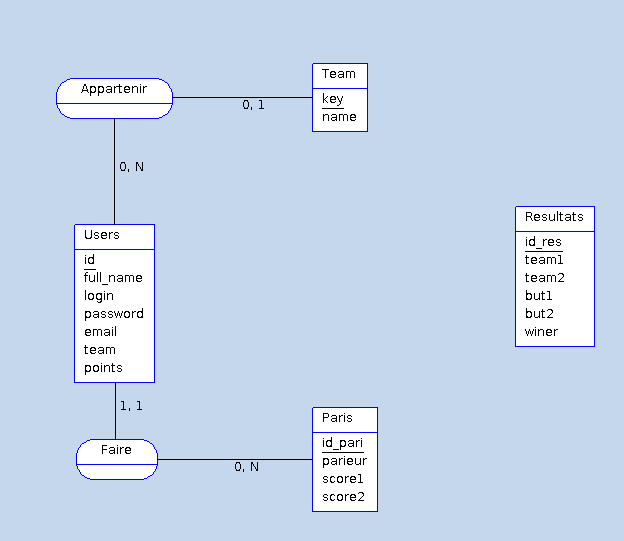 Team
key
name
Appartenir
0, 1
0, N
Users
id
full_name
login
password
email
team
points
Resultats
id_res
team1
team2
but1
but2
winer
1, 1
Faire
0, N
Paris
id_pari
parieur
score1
score2